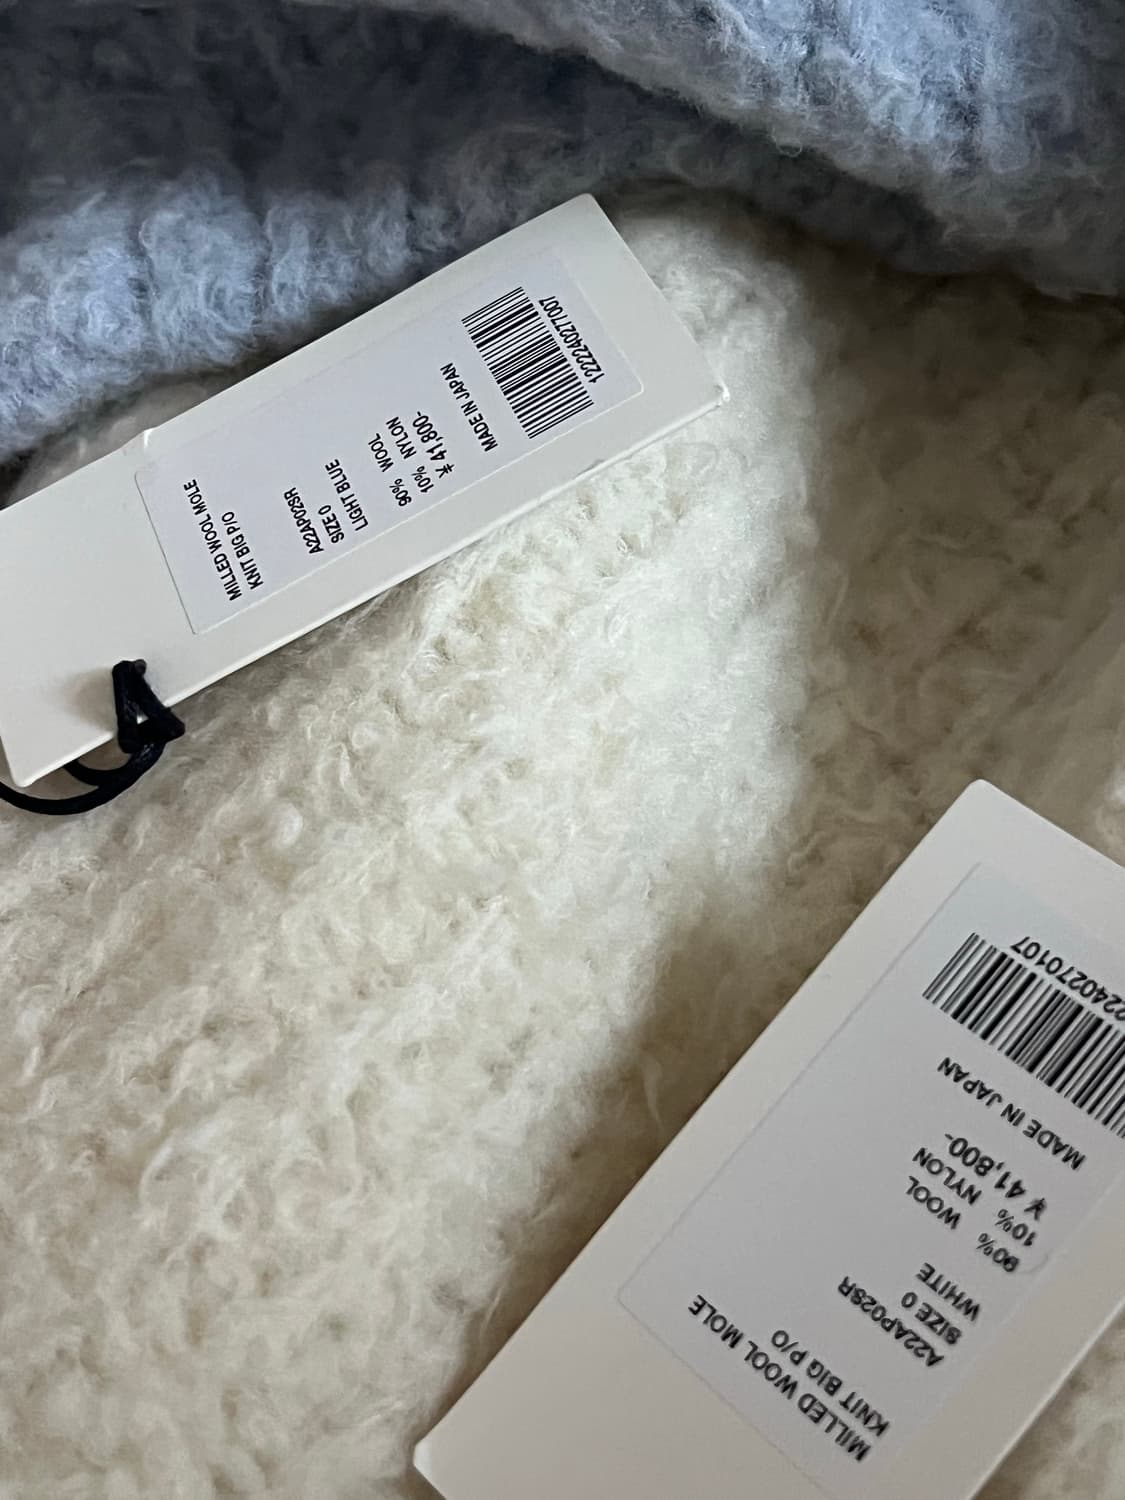 MILLED WOOL MOLE
KNIT BIG P/O
A22AP02SR
SIZE 0
LIGHT BLUE
90% WOOL
10% NYLON
¥ 41,800-
MADE IN JAPAN
1222240277007
MILLED WOOL MOLE
KNIT BIG P/O
A22AP02SR
SIZE 0
WHITE
90% WOOL
10% NYLON
¥ 41,800-
MADE IN JAPAN